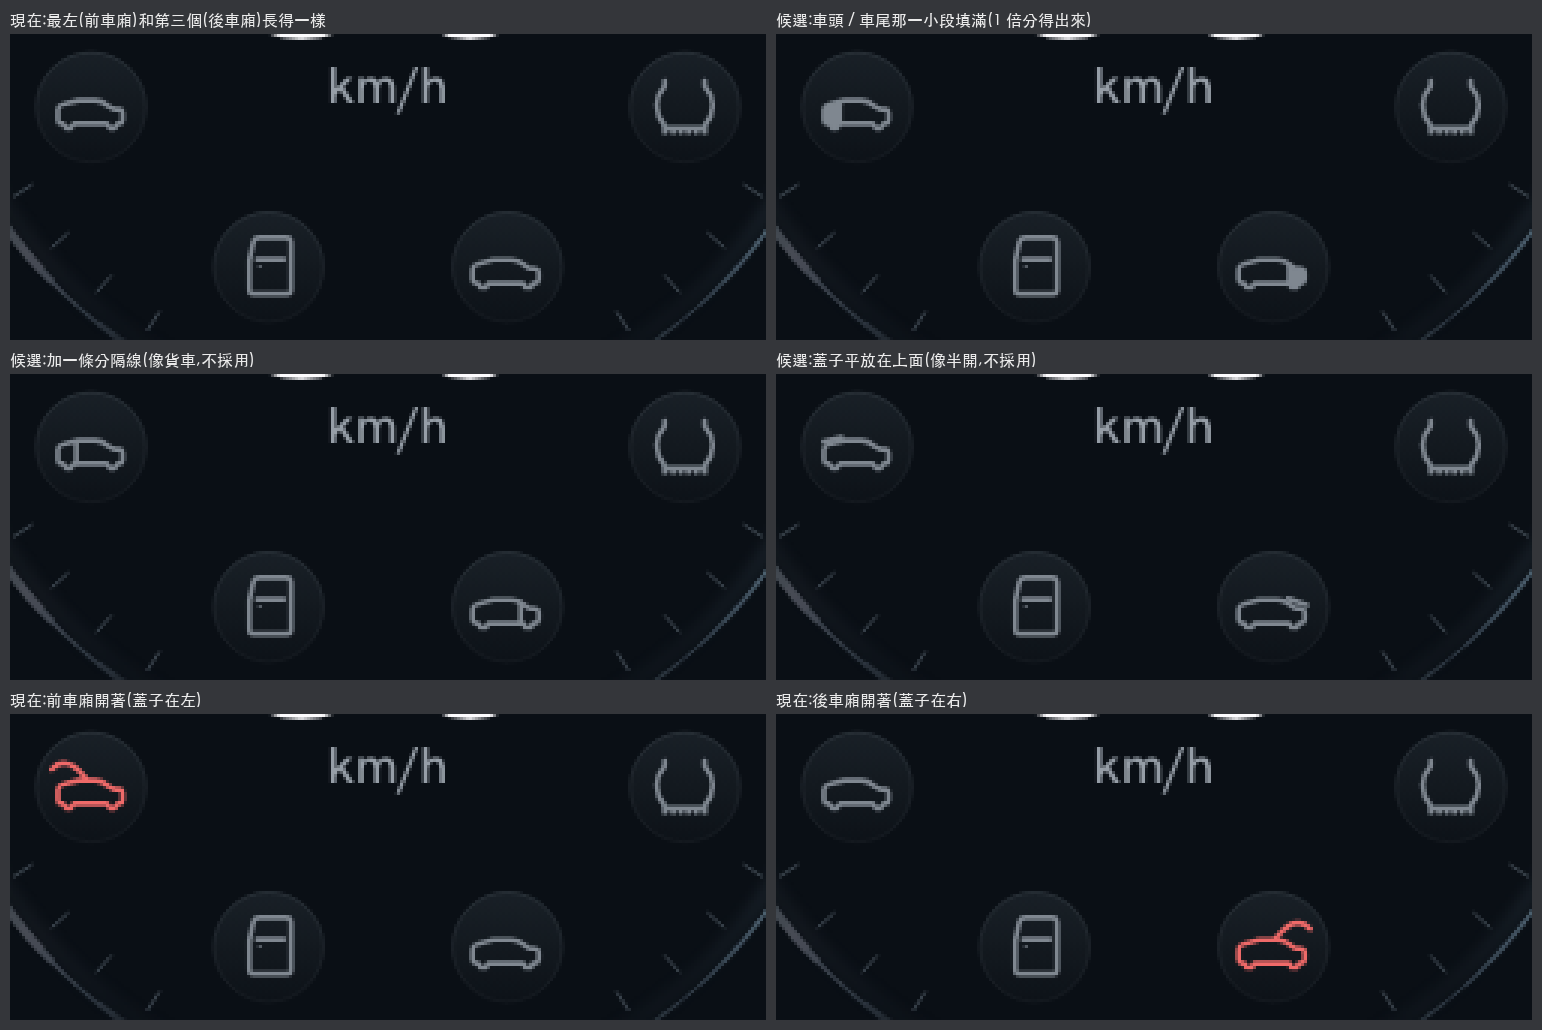 現在:最左(前車廂)和第三個(後車廂)長得一樣
候選:車頭 / 車尾那一小段填滿(1 倍分得出來)
km/h
km/h
候選:加一條分隔線(像貨車,不採用)
候選:蓋子平放在上面(像半開,不採用)
km/h
km/h
現在:前車廂開著(蓋子在左)
現在:後車廂開著(蓋子在右)
km/h
km/h